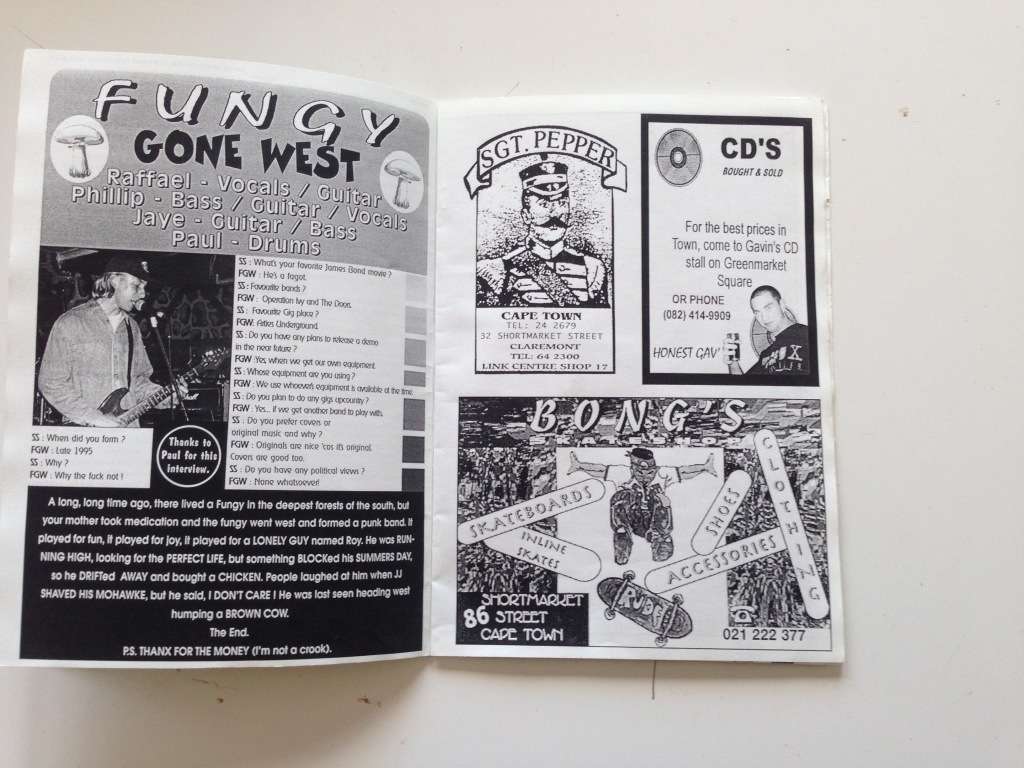 FUNGY
GONE WEST
Raffael - Vocals / Guitar
Phillip - Bass / Guitar / Vocals
Jaye - Guitar / Bass
Paul - Drums
SS : What's your favorite James Bond movie ?
FGW : He's a fagot.
SS : Favourite bands ?
FGW : Operation Ivy and The Doors.
SS : Favourite Gig place ?
FGW: Feties Underground.
SS : Do you have any plans to release a demo
in the near future ?
FGW :Yes, when we get our own equipment.
SS : Whose equipment are you using ?
FGW : We use whoever's equipment is available at the time.
SS : Do you plan to do any gigs upcountry ?
FGW : Yes... if we get another band to play with.
SS : Do you prefer covers or
original music and why ?
FGW : Originals are nice 'cos it's original.
Covers are good too.
SS : Do you have any political views ?
FGW : None whatsoever!
SS : When did you form ?
FGW : Late 1995
SS : Why ?
FGW : Why the fuck not !
Thanks to
Paul for this
interview.
A long, long time ago, there lived a Fungy in the deepest forests of the south, but
your mother took medication and the fungy went west and formed a punk band. It
played for fun, it played for joy, it played for a LONELY GUY named Roy. He was RUN-
NING HIGH, looking for the PERFECT LIFE, but something BLOCKed his SUMMERS DAY,
so he DRIFTed AWAY and bought a CHICKEN. People laughed at him when JJ
SHAVED HIS MOHAWKE, but he said, I DON'T CARE ! He was last seen heading west
humping a BROWN COW.
The End.
P.S. THANX FOR THE MONEY (I'm not a crook).
SGT. PEPPER
CAPE TOWN
TEL: 24 2679
32 SHORTMARKET STREET
CLAREMONT
TEL: 64 2300
LINK CENTRE SHOP 17
CD'S
BOUGHT & SOLD
For the best prices in
Town, come to Gavin's CD
stall on Greenmarket
Square
OR PHONE
(082) 414-9909
HONEST GAV'
X
BONG'S
SKATESHOP
SKATEBOARDS
INLINE
SKATES
SHOES
ACCESSORIES
CLOTHING
RUDE
86 SHORTMARKET
STREET
CAPE TOWN
021 222 377